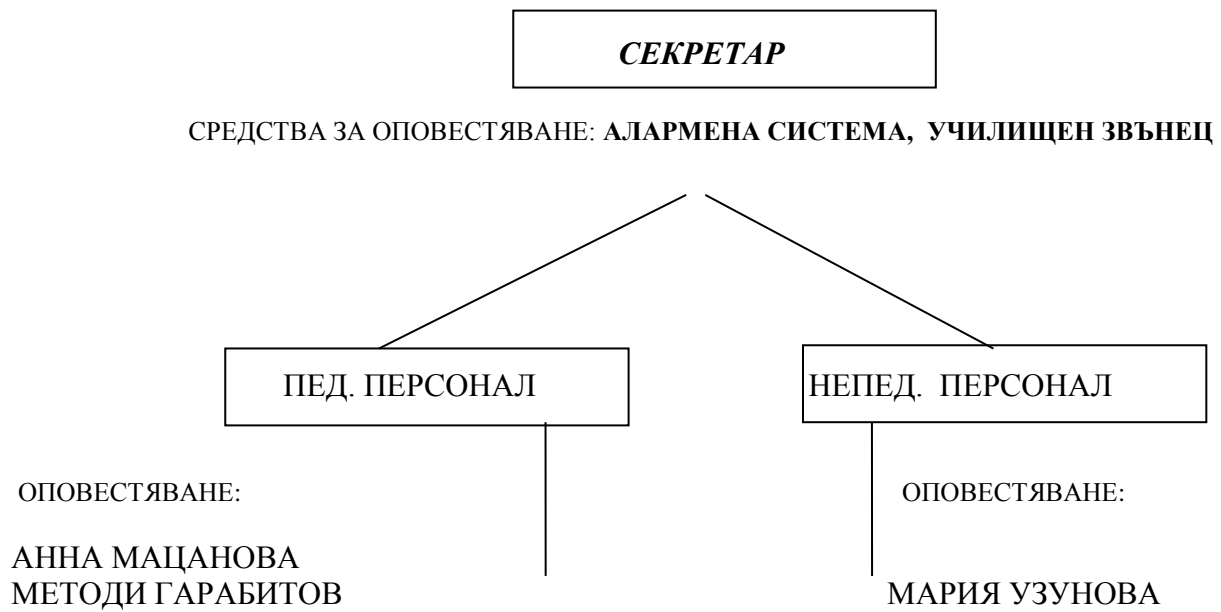 СЕКРЕТАР
СРЕДСТВА ЗА ОПОВЕСТЯВАНЕ: АЛАРМЕНА СИСТЕМА, УЧИЛИЩЕН ЗВЪНЕЦ
ПЕД. ПЕРСОНАЛ
НЕПЕД. ПЕРСОНАЛ
ОПОВЕСТЯВАНЕ:
АННА МАЦАНОВА
МЕТОДИ ГАРАБИТОВ
ОПОВЕСТЯВАНЕ:
МАРИЯ УЗУНОВА